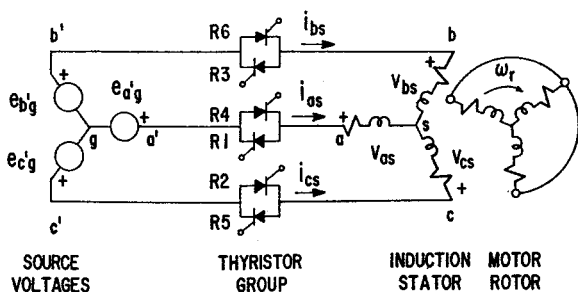 b' R6 i_bs b
+ R3 + ω_r
e_b'g e_a'g V_bs
+ R4 i_as +
g a' R1 a s
e_c'g V_as V_cs
+ R2 i_cs +
c' R5 c
SOURCE VOLTAGES
THYRISTOR GROUP
INDUCTION STATOR
MOTOR ROTOR